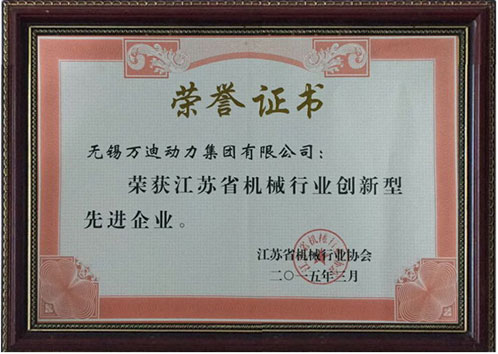 荣誉证书
无锡万迪动力集团有限公司：
荣获江苏省机械行业创新型
先进企业。
江苏省机械行业协会
二〇一五年三月